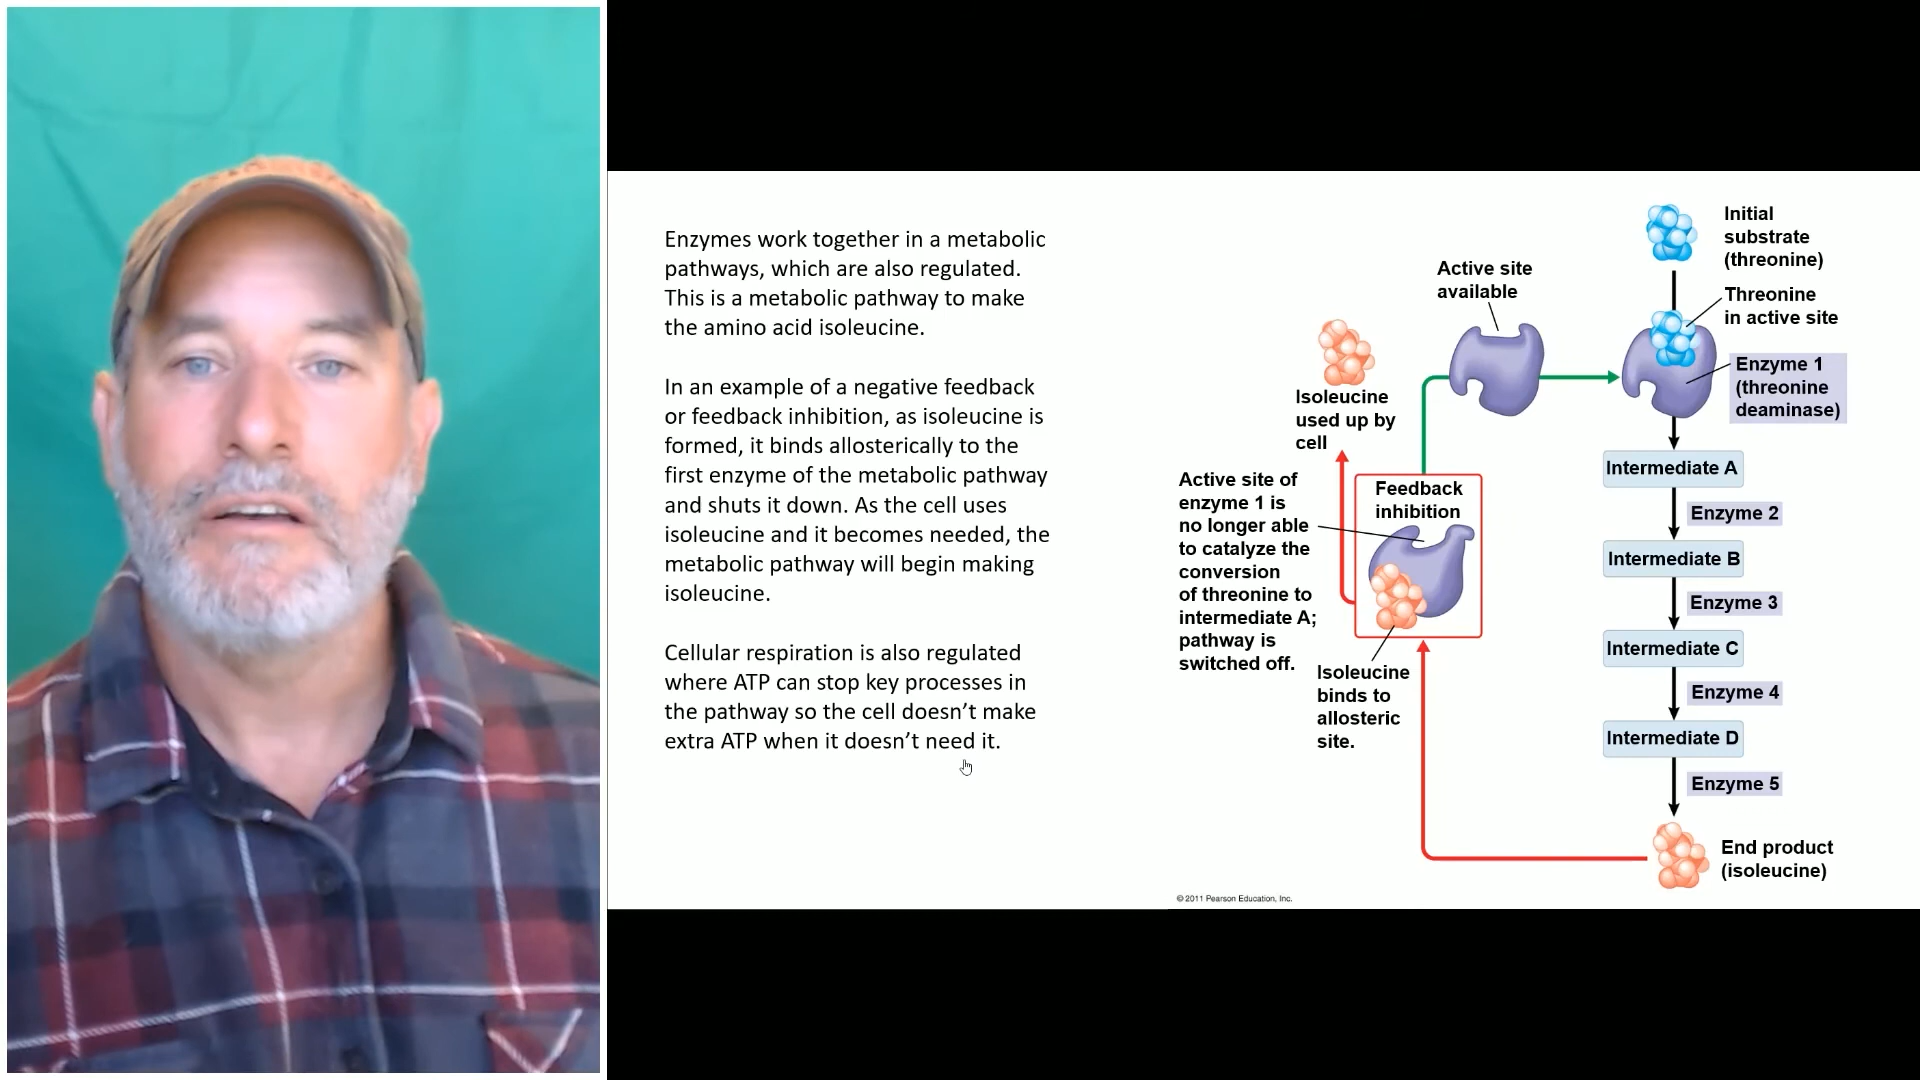 Enzymes work together in a metabolic
pathways, which are also regulated.
This is a metabolic pathway to make
the amino acid isoleucine.
In an example of a negative feedback
or feedback inhibition, as isoleucine is
formed, it binds allosterically to the
first enzyme of the metabolic pathway
and shuts it down. As the cell uses
isoleucine and it becomes needed, the
metabolic pathway will begin making
isoleucine.
Cellular respiration is also regulated
where ATP can stop key processes in
the pathway so the cell doesn’t make
extra ATP when it doesn’t need it.
Initial
substrate
(threonine)
Threonine
in active site
Active site
available
Enzyme 1
(threonine
deaminase)
Isoleucine
used up by
cell
Feedback
inhibition
Active site of
enzyme 1 is
no longer able
to catalyze the
conversion
of threonine to
intermediate A;
pathway is
switched off.
Isoleucine
binds to
allosteric
site.
Intermediate A
Enzyme 2
Intermediate B
Enzyme 3
Intermediate C
Enzyme 4
Intermediate D
Enzyme 5
End product
(isoleucine)
© 2011 Pearson Education, Inc.